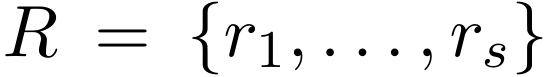 R = {r₁, . . . , rₛ}